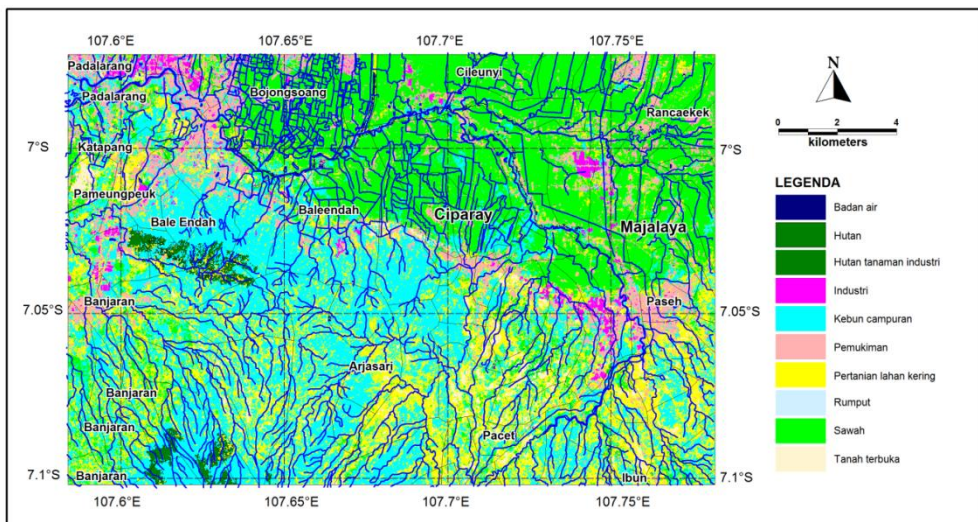 107.6°E 107.65°E 107.7°E 107.75°E
Padalarang
Cileunyi
Padalarang
Bojongsoang
Rancaekek
Katapang
7°S
7°S
Pameungpeuk
Bale Endah
Baleendah
Ciparay
Majalaya
Banjaran
Paseh
7.05°S
7.05°S
Arjasari
Banjaran
Banjaran
Pacet
Banjaran
Ibun
7.1°S
7.1°S
107.6°E 107.65°E 107.7°E 107.75°E
N
0 2 4
kilometers
LEGENDA
Badan air
Hutan
Hutan tanaman industri
Industri
Kebun campuran
Pemukiman
Pertanian lahan kering
Rumput
Sawah
Tanah terbuka